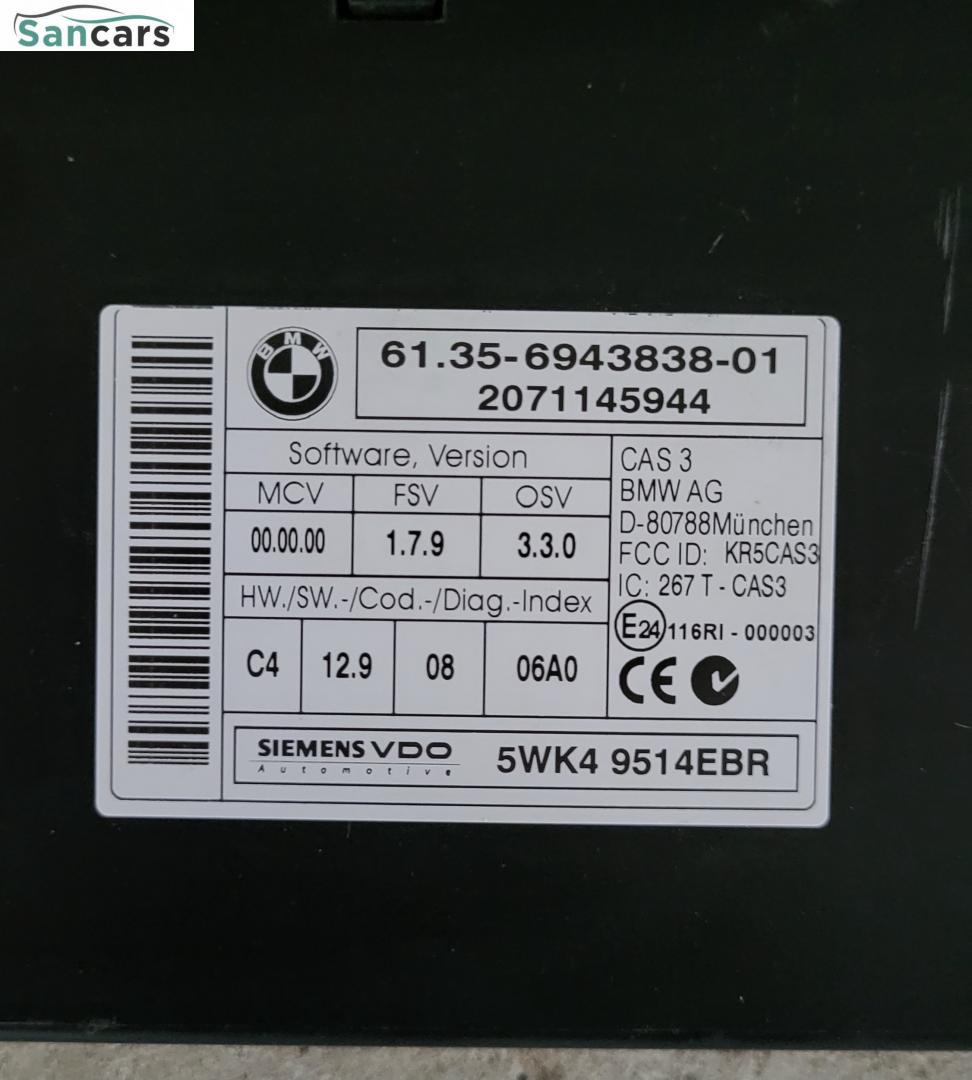 Sancars
BMW
61.35-6943838-01
2071145944
Software, Version
MCV FSV OSV
00.00.00 1.7.9 3.3.0
HW./SW.-/Cod.-/Diag.-Index
C4 12.9 08 06A0
CAS 3
BMW AG
D-80788München
FCC ID: KR5CAS3
IC: 267 T - CAS3
E24 116RI - 000003
CE
SIEMENS VDO
Automotive
5WK4 9514EBR